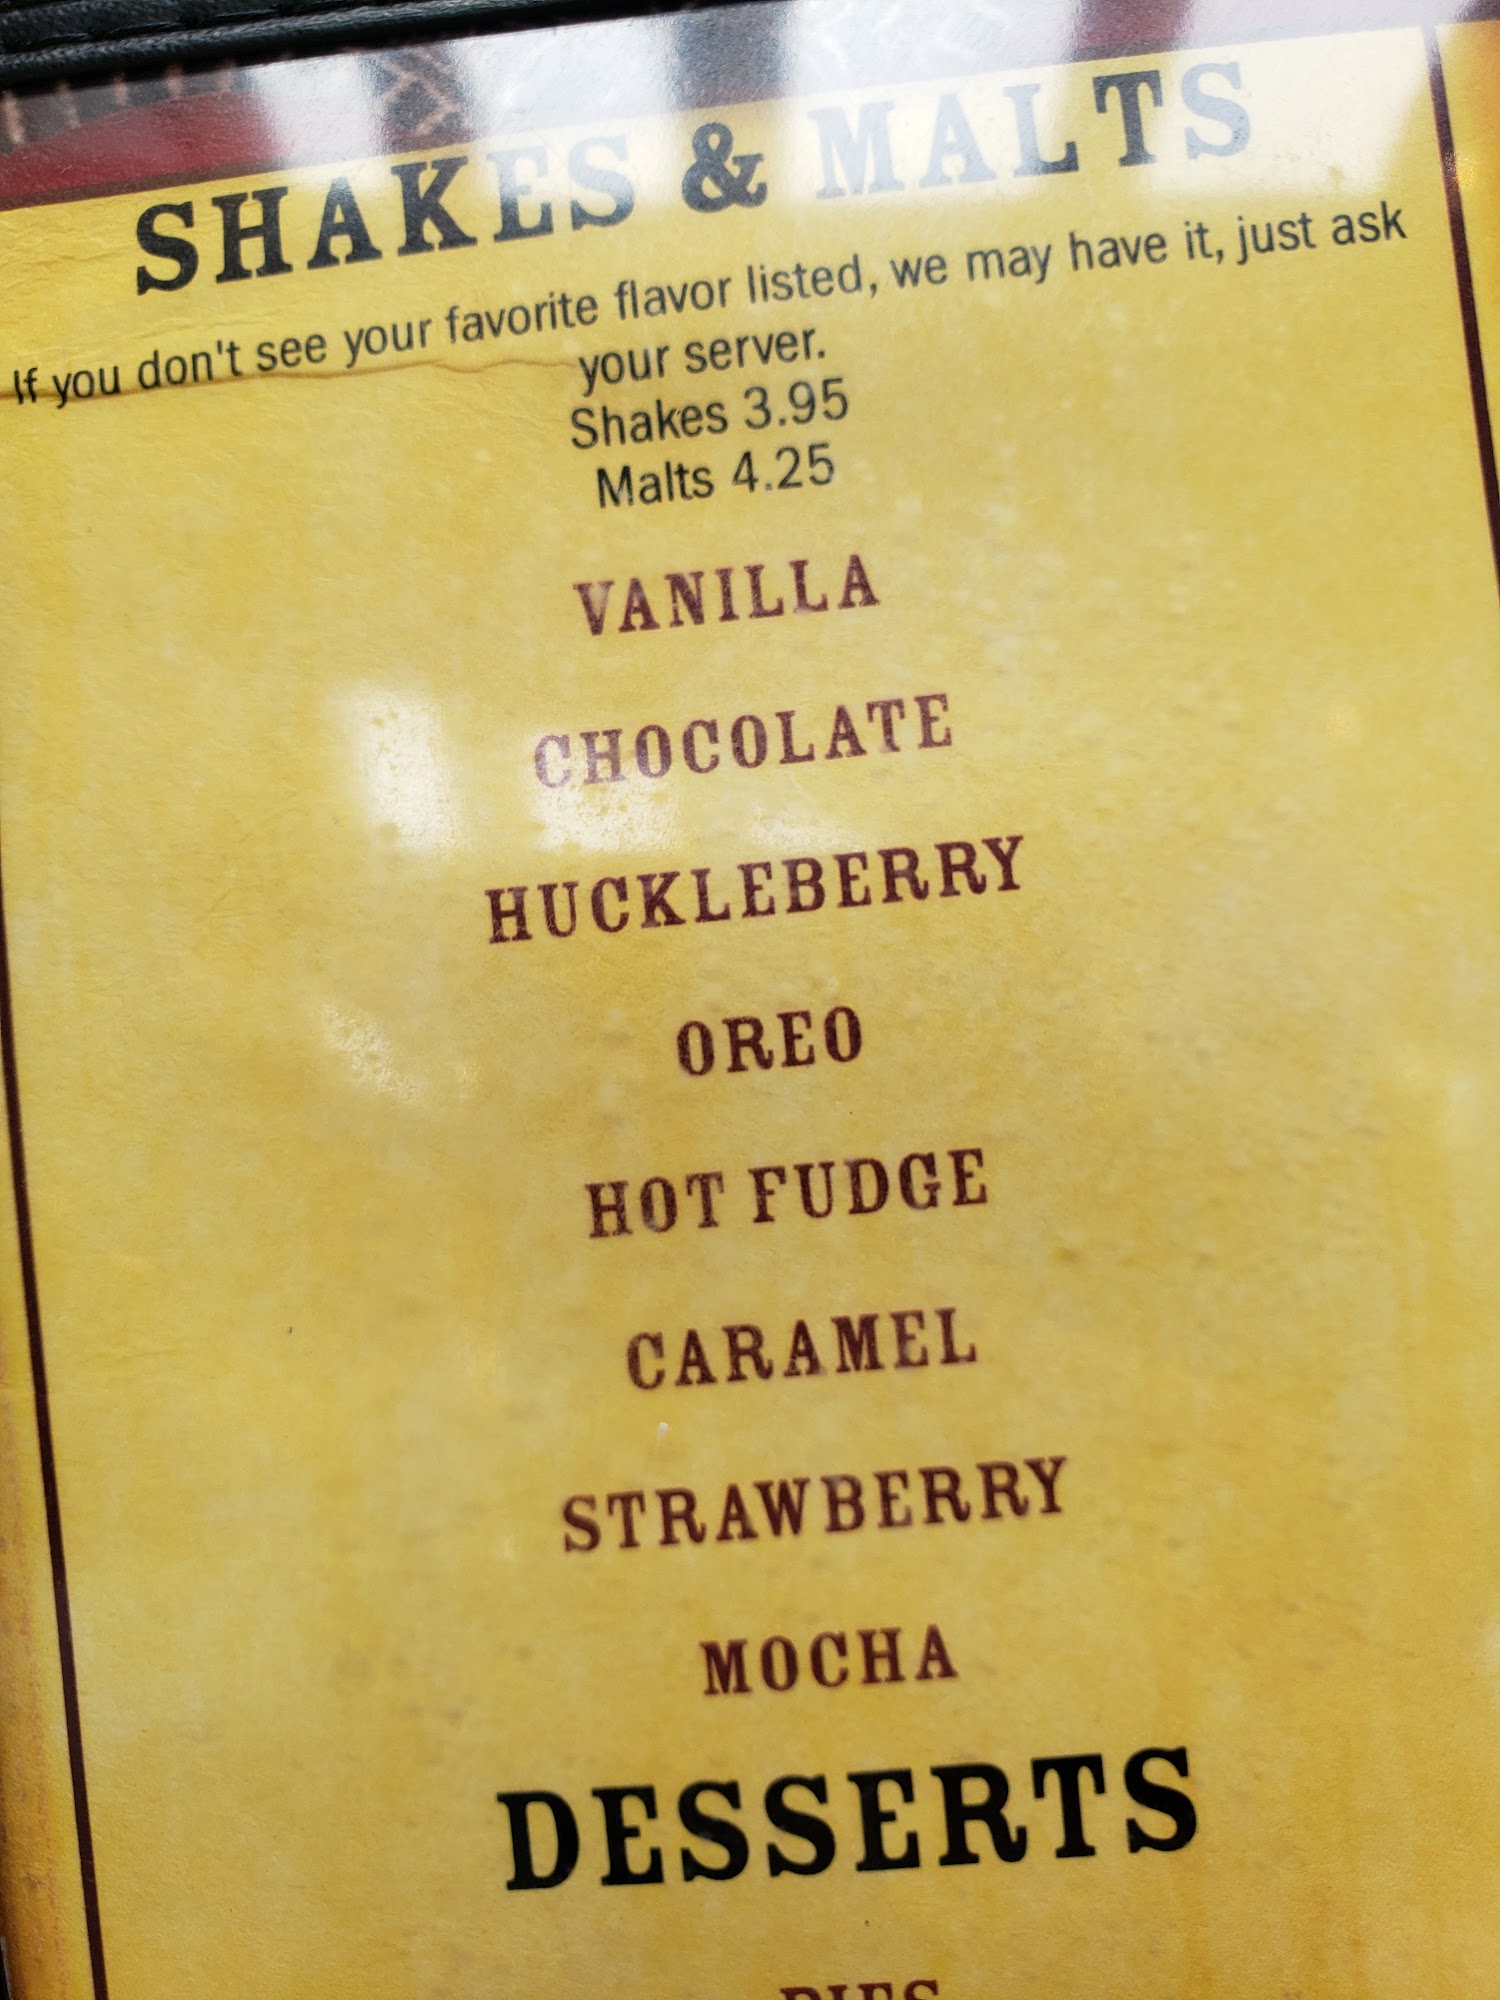 SHAKES & MALTS
If you don't see your favorite flavor listed, we may have it, just ask
your server.
Shakes 3.95
Malts 4.25
VANILLA
CHOCOLATE
HUCKLEBERRY
OREO
HOT FUDGE
CARAMEL
STRAWBERRY
MOCHA
DESSERTS
PIES